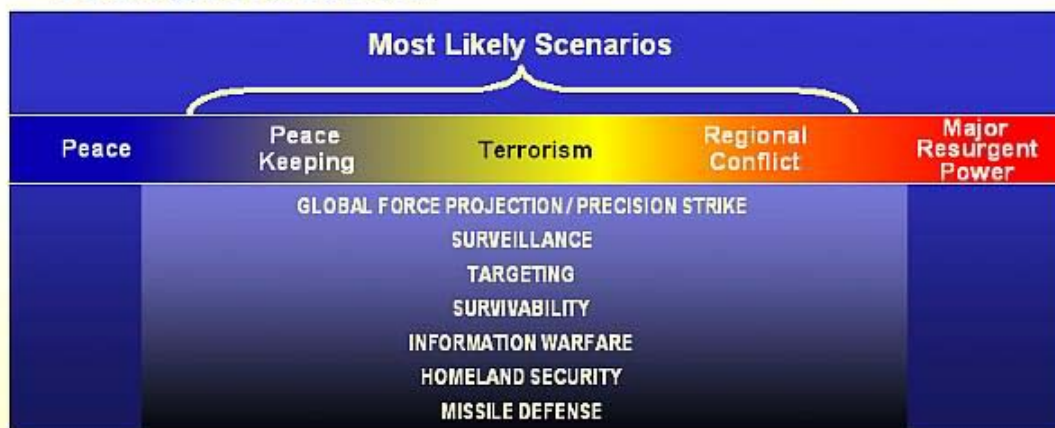 Most Likely Scenarios
Peace
Peace
Keeping
Terrorism
Regional
Conflict
Major
Resurgent
Power
GLOBAL FORCE PROJECTION / PRECISION STRIKE
SURVEILLANCE
TARGETING
SURVIVABILITY
INFORMATION WARFARE
HOMELAND SECURITY
MISSILE DEFENSE